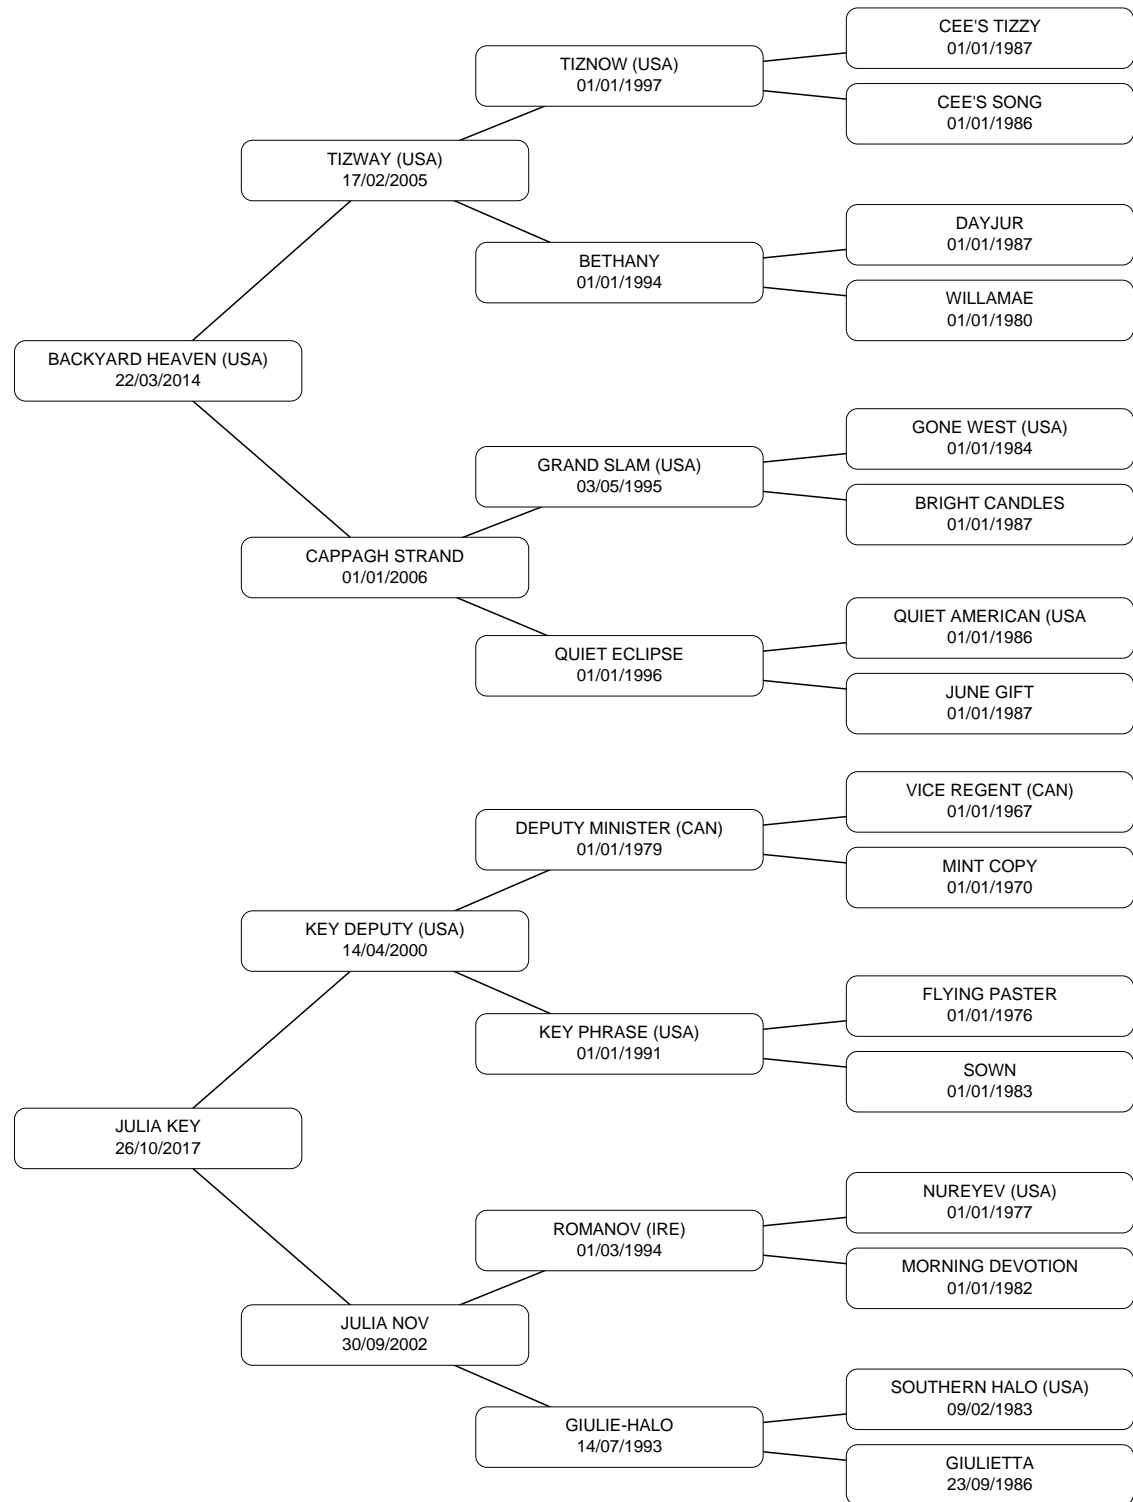 CEE'S TIZZY
01/01/1987
TIZNOW (USA)
01/01/1997
CEE'S SONG
01/01/1986
TIZWAY (USA)
17/02/2005
DAYJUR
01/01/1987
BETHANY
01/01/1994
WILLAMAE
01/01/1980
BACKYARD HEAVEN (USA)
22/03/2014
GONE WEST (USA)
01/01/1984
GRAND SLAM (USA)
03/05/1995
BRIGHT CANDLES
01/01/1987
CAPPAGH STRAND
01/01/2006
QUIET AMERICAN (USA
01/01/1986
QUIET ECLIPSE
01/01/1996
JUNE GIFT
01/01/1987
VICE REGENT (CAN)
01/01/1967
DEPUTY MINISTER (CAN)
01/01/1979
MINT COPY
01/01/1970
KEY DEPUTY (USA)
14/04/2000
FLYING PASTER
01/01/1976
KEY PHRASE (USA)
01/01/1991
SOWN
01/01/1983
JULIA KEY
26/10/2017
NUREYEV (USA)
01/01/1977
ROMANOV (IRE)
01/03/1994
MORNING DEVOTION
01/01/1982
JULIA NOV
30/09/2002
SOUTHERN HALO (USA)
09/02/1983
GIULIE-HALO
14/07/1993
GIULIETTA
23/09/1986